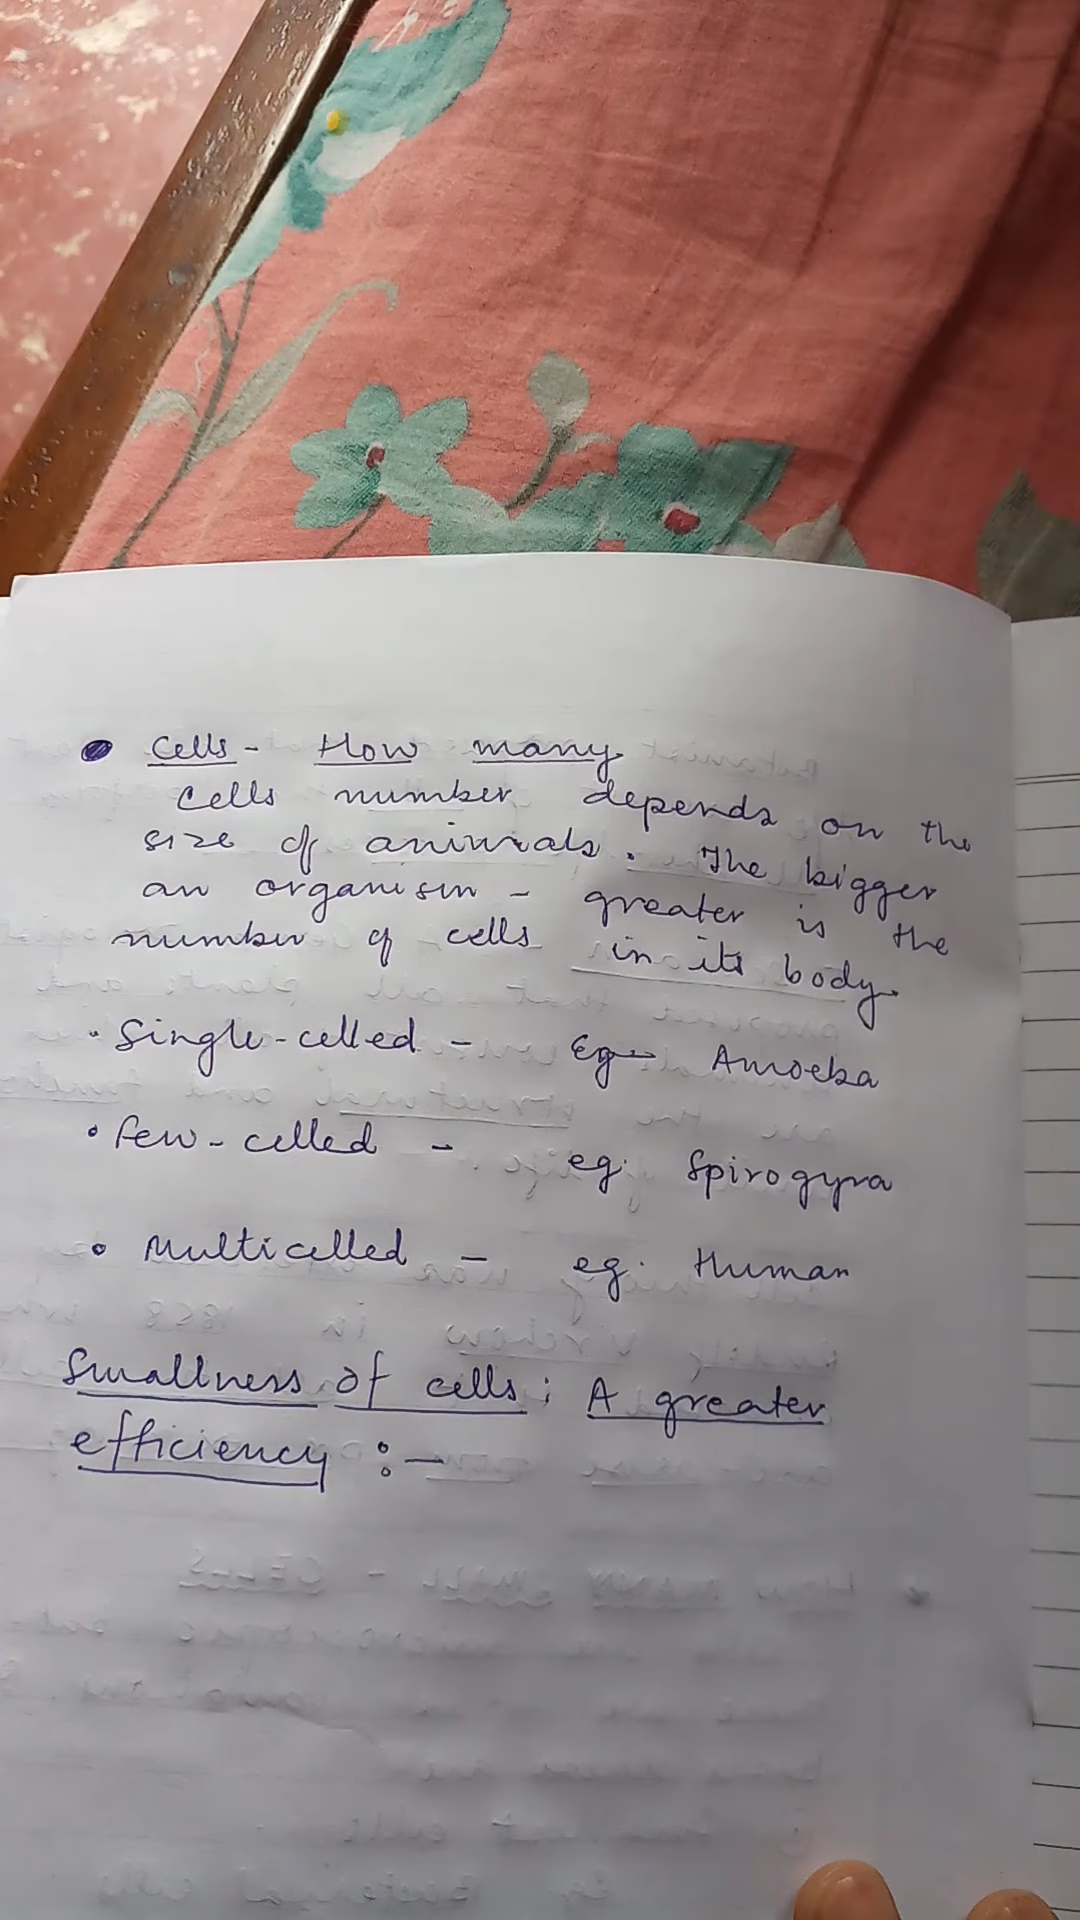 Cells - How many
Cells number depends on the
size of animals. The bigger
an organism - greater is the
number of cells in its body.
• Single-celled - Eg- Amoeba
• Few-celled - eg. Spirogyra
• Multicelled - eg. Human
Smallness of cells: A greater
efficiency :-